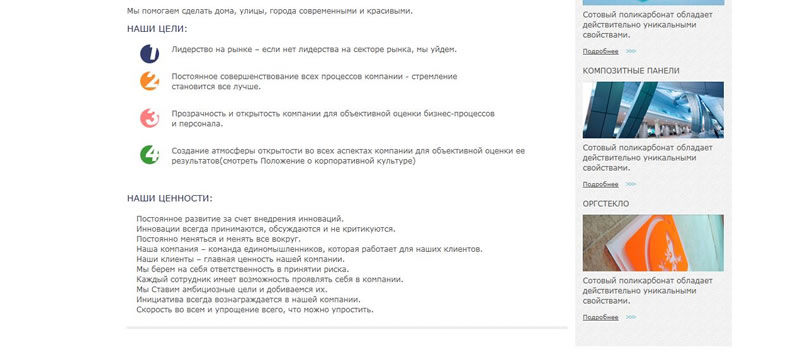 Мы помогаем сделать дома, улицы, города современными и красивыми.
НАШИ ЦЕЛИ:
1
Лидерство на рынке – если нет лидерства на секторе рынка, мы уйдем.
2
Постоянное совершенствование всех процессов компании - стремление
становится все лучше.
3
Прозрачность и открытость компании для объективной оценки бизнес-процессов
и персонала.
4
Создание атмосферы открытости во всех аспектах компании для объективной оценки ее
результатов(смотреть Положение о корпоративной культуре)
НАШИ ЦЕННОСТИ:
Постоянное развитие за счет внедрения инноваций.
Инновации всегда принимаются, обсуждаются и не критикуются.
Постоянно меняться и менять все вокруг.
Наша компания – команда единомышленников, которая работает для наших клиентов.
Наши клиенты – главная ценность нашей компании.
Мы берем на себя ответственность в принятии риска.
Каждый сотрудник имеет возможность проявлять себя в компании.
Мы Ставим амбициозные цели и добиваемся их.
Инициатива всегда вознаграждается в нашей компании.
Скорость во всем и упрощение всего, что можно упростить.
Сотовый поликарбонат обладает
действительно уникальными
свойствами.
Подробнее >>>
КОМПОЗИТНЫЕ ПАНЕЛИ
Сотовый поликарбонат обладает
действительно уникальными
свойствами.
Подробнее >>>
ОРГСТЕКЛО
Сотовый поликарбонат обладает
действительно уникальными
свойствами.
Подробнее >>>